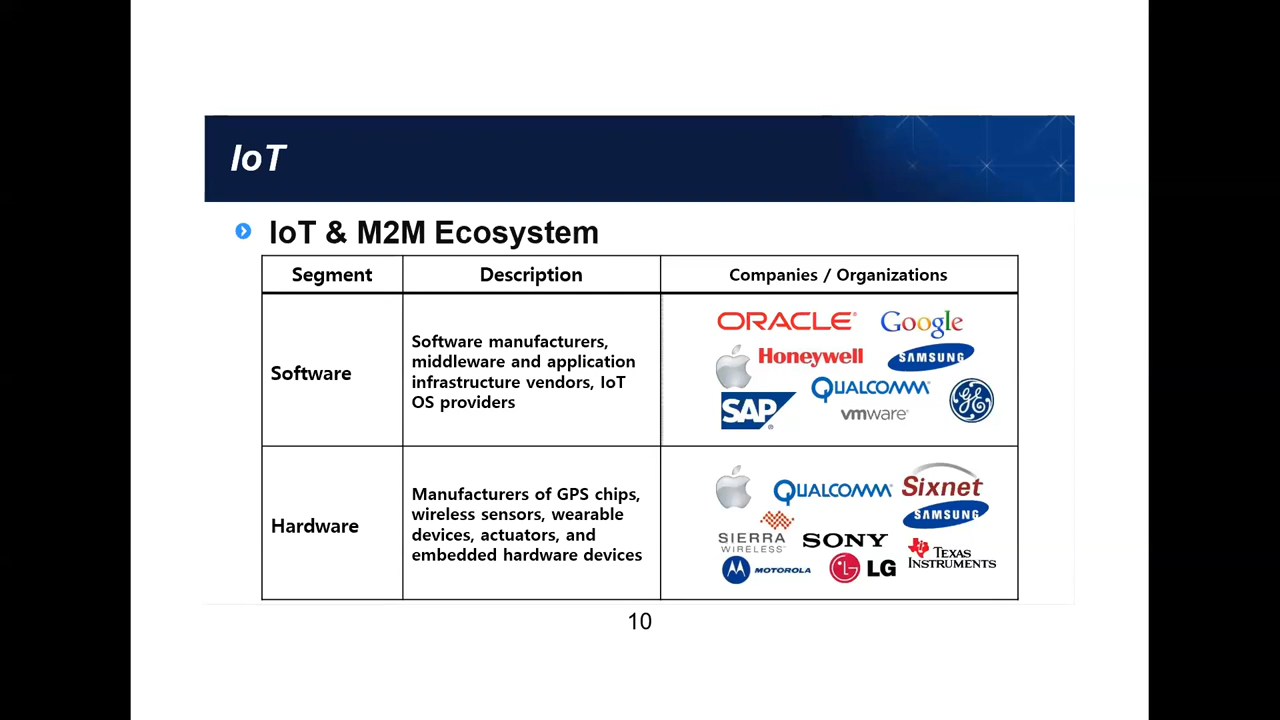 IoT
IoT & M2M Ecosystem
Segment Description Companies / Organizations
Software
Software manufacturers,
middleware and application
infrastructure vendors, IoT
OS providers
ORACLE® Google
Honeywell SAMSUNG
SAP® QUALCOMM® GE
vmware®
Hardware
Manufacturers of GPS chips,
wireless sensors, wearable
devices, actuators, and
embedded hardware devices
QUALCOMM® Sixnet
SAMSUNG
SIERRA
WIRELESS™
SONY
TEXAS
INSTRUMENTS
MOTOROLA LG
10